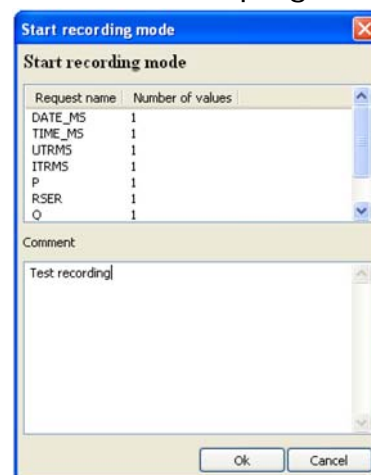 Start recording mode
Start recording mode
Request name Number of values
DATE_MS 1
TIME_MS 1
UTRMS 1
ITRMS 1
P 1
RSER 1
Q 1
Comment
Test recording
Ok Cancel